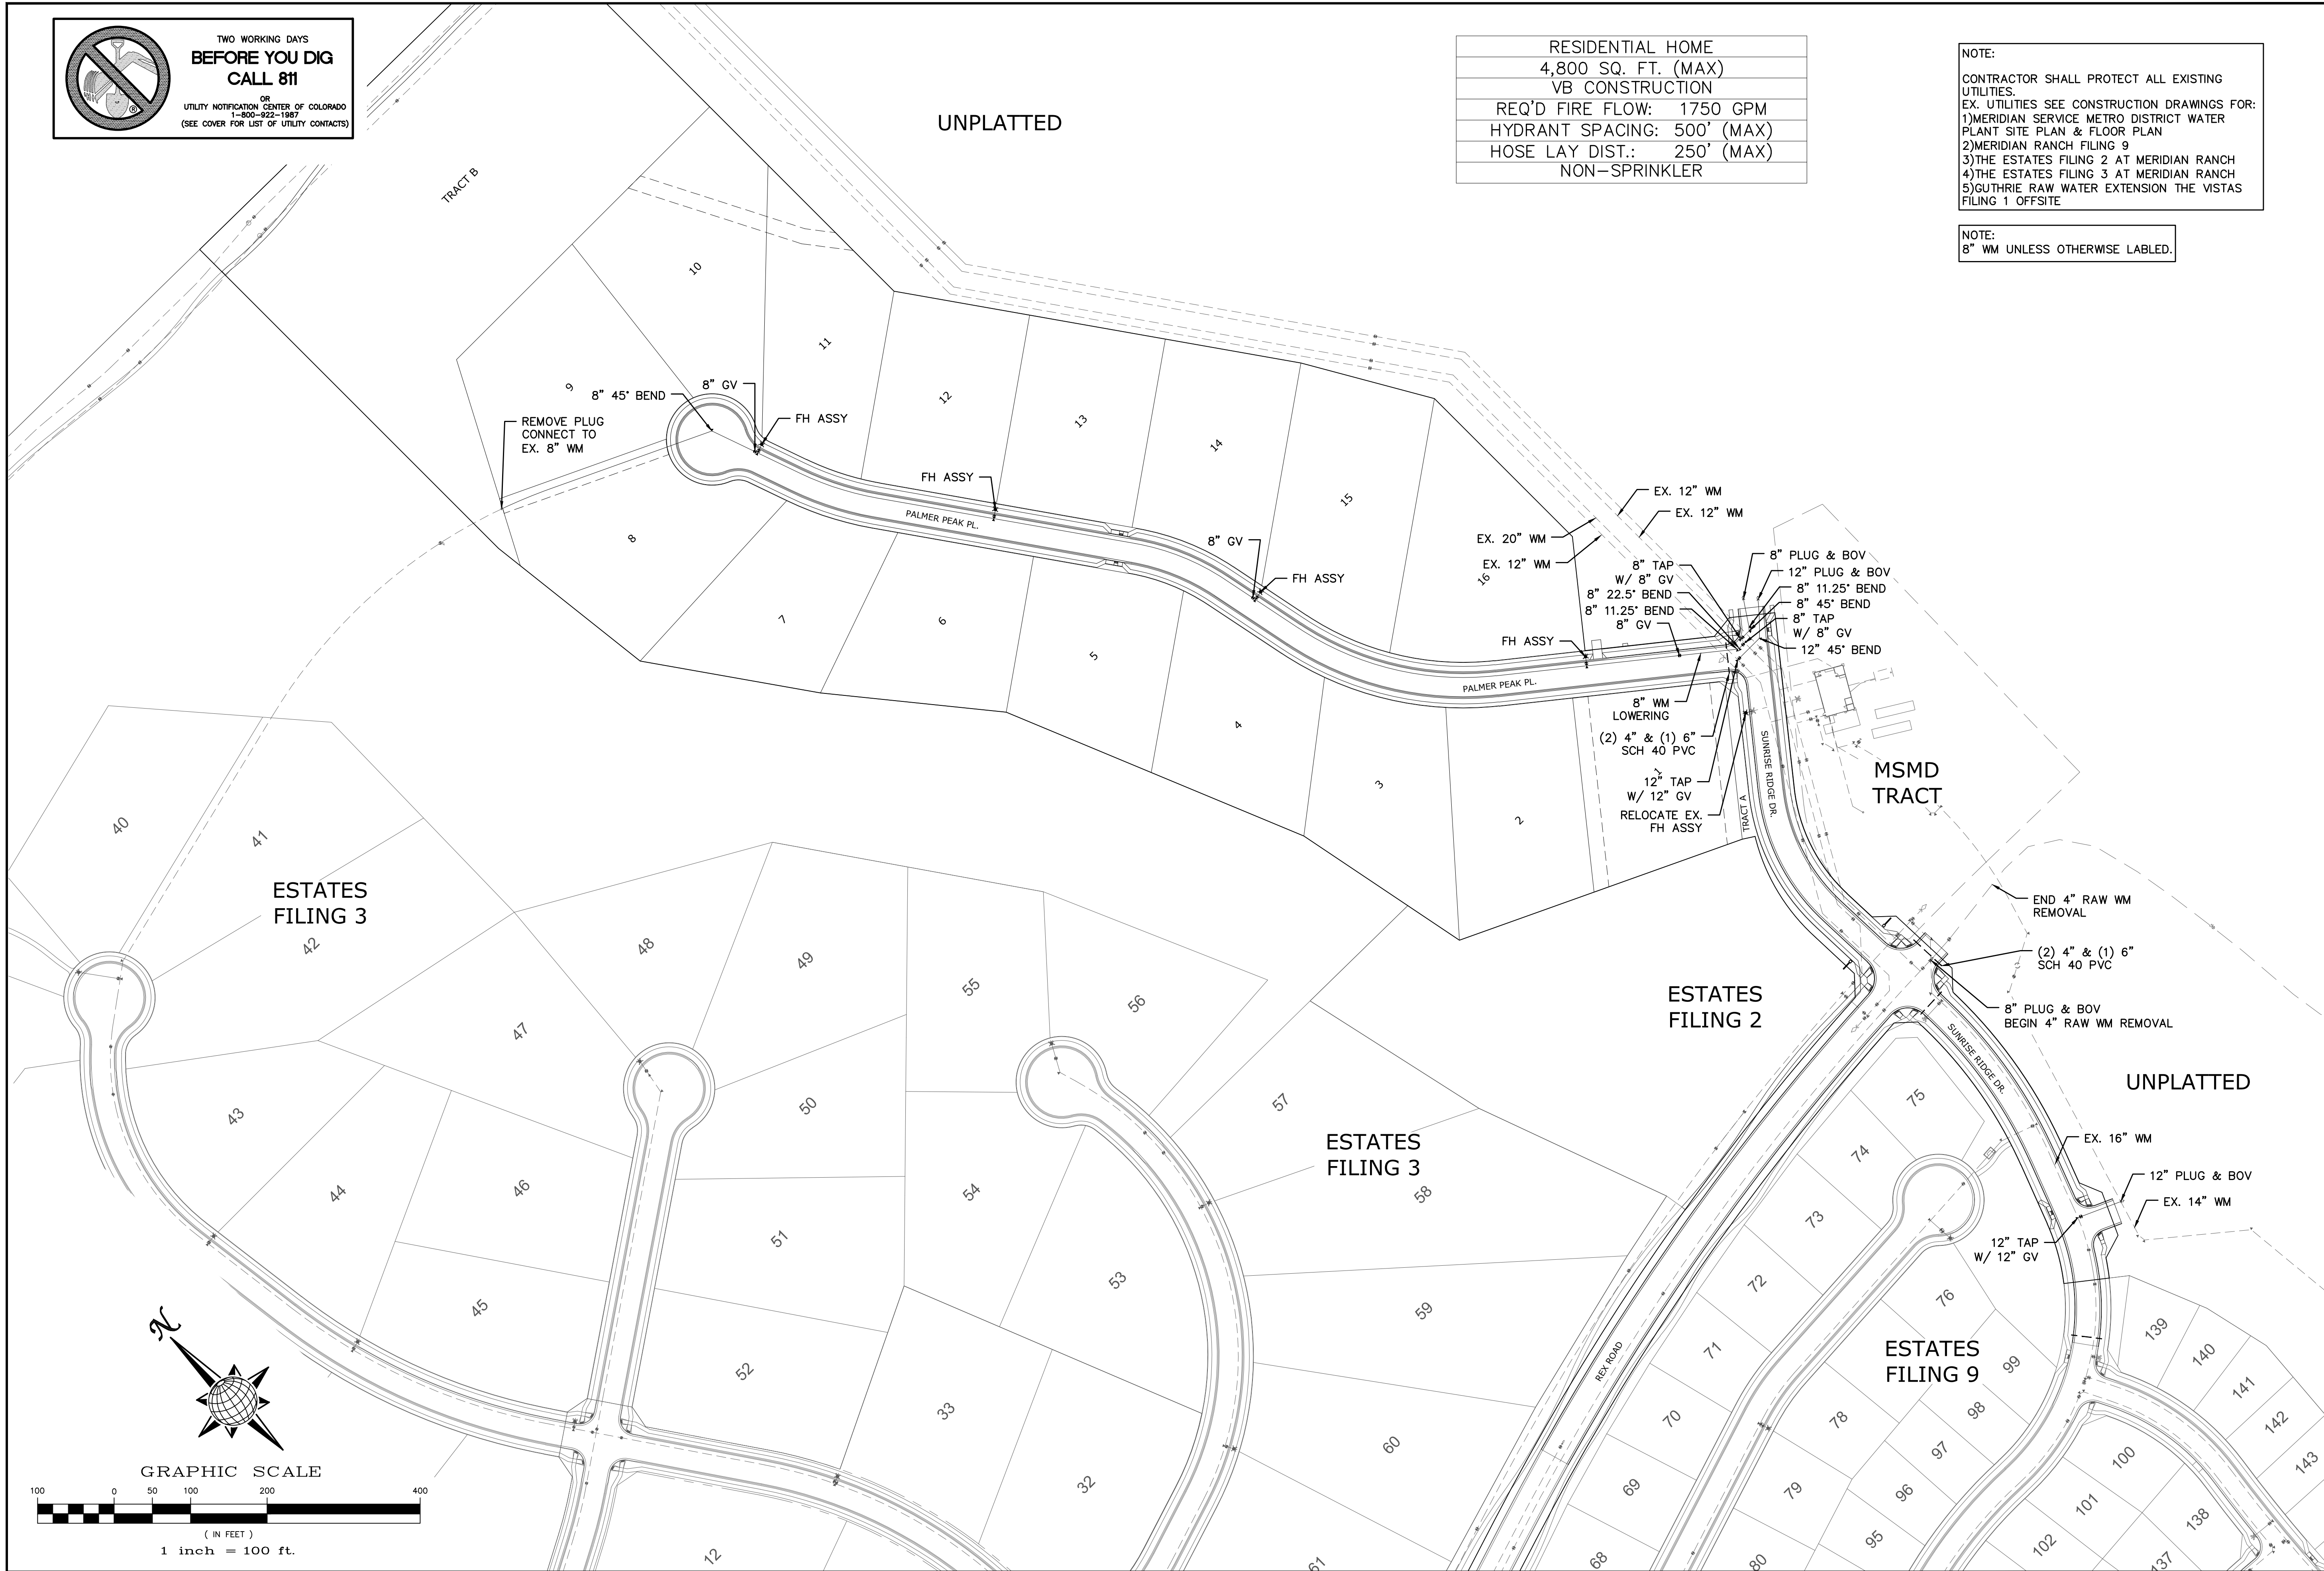 TWO WORKING DAYS
BEFORE YOU DIG
CALL 811
OR
UTILITY NOTIFICATION CENTER OF COLORADO
1-800-922-1987
(SEE COVER FOR LIST OF UTILITY CONTACTS)
®
RESIDENTIAL HOME
4,800 SQ. FT. (MAX)
VB CONSTRUCTION
REQ'D FIRE FLOW: 1750 GPM
HYDRANT SPACING: 500' (MAX)
HOSE LAY DIST.: 250' (MAX)
NON-SPRINKLER
NOTE:
CONTRACTOR SHALL PROTECT ALL EXISTING
UTILITIES.
EX. UTILITIES SEE CONSTRUCTION DRAWINGS FOR:
1)MERIDIAN SERVICE METRO DISTRICT WATER
PLANT SITE PLAN & FLOOR PLAN
2)MERIDIAN RANCH FILING 9
3)THE ESTATES FILING 2 AT MERIDIAN RANCH
4)THE ESTATES FILING 3 AT MERIDIAN RANCH
5)GUTHRIE RAW WATER EXTENSION THE VISTAS
FILING 1 OFFSITE
NOTE:
8" WM UNLESS OTHERWISE LABLED.
UNPLATTED
TRACT B
10
11
9
12
13
14
15
16
8
7
6
5
4
3
2
1
8" 45° BEND
8" GV
FH ASSY
REMOVE PLUG
CONNECT TO
EX. 8" WM
FH ASSY
PALMER PEAK PL.
8" GV
FH ASSY
EX. 12" WM
EX. 12" WM
EX. 20" WM
EX. 12" WM
8" TAP
W/ 8" GV
8" 22.5° BEND
8" 11.25° BEND
8" GV
FH ASSY
8" PLUG & BOV
12" PLUG & BOV
8" 11.25° BEND
8" 45° BEND
8" TAP
W/ 8" GV
12" 45° BEND
PALMER PEAK PL.
8" WM
LOWERING
(2) 4" & (1) 6"
SCH 40 PVC
12" TAP
W/ 12" GV
RELOCATE EX.
FH ASSY
TRACT A
SUNRISE RIDGE DR.
MSMD
TRACT
END 4" RAW WM
REMOVAL
(2) 4" & (1) 6"
SCH 40 PVC
8" PLUG & BOV
BEGIN 4" RAW WM REMOVAL
SUNRISE RIDGE DR.
UNPLATTED
EX. 16" WM
12" PLUG & BOV
EX. 14" WM
12" TAP
W/ 12" GV
ESTATES
FILING 3
40
41
42
43
44
45
46
47
48
49
50
51
52
53
54
55
56
57
58
59
60
61
33
32
12
ESTATES
FILING 3
ESTATES
FILING 2
REX ROAD
ESTATES
FILING 9
75
74
73
72
71
70
69
68
76
78
79
80
95
96
97
98
99
100
101
102
137
138
139
140
141
142
143
N
GRAPHIC SCALE
100 0 50 100 200 400
( IN FEET )
1 inch = 100 ft.